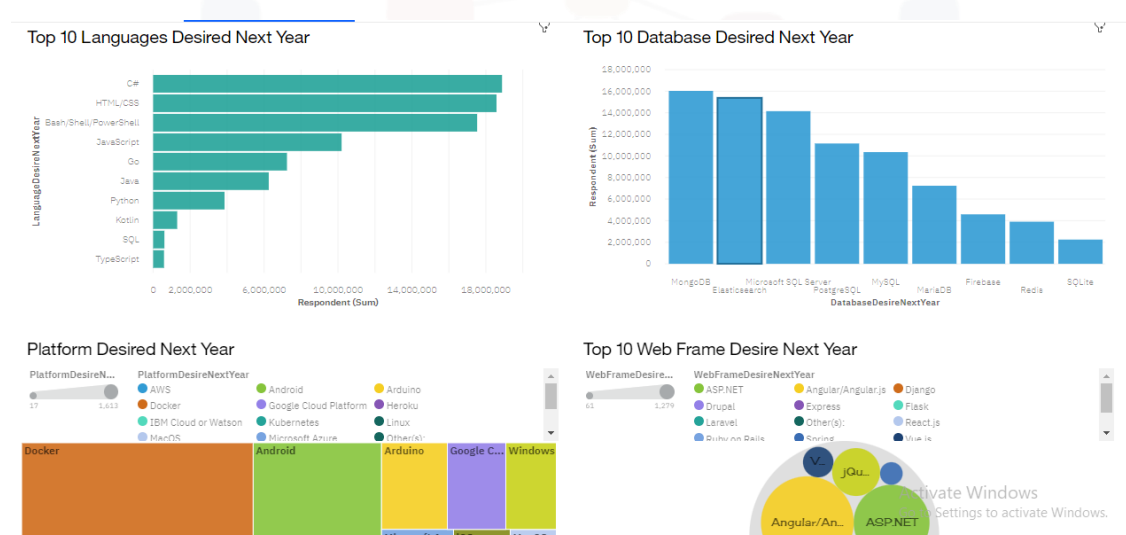 Top 10 Languages Desired Next Year
LanguageDesireNextYear
C#
HTML/CSS
Bash/Shell/PowerShell
JavaScript
Go
Java
Python
Kotlin
SQL
TypeScript
0 2,000,000 6,000,000 10,000,000 14,000,000 18,000,000
Respondent (Sum)
Top 10 Database Desired Next Year
Respondent (Sum)
18,000,000
16,000,000
14,000,000
12,000,000
10,000,000
8,000,000
6,000,000
4,000,000
2,000,000
0
MongoDB Elasticsearch Microsoft SQL Server PostgreSQL MySQL MariaDB Firebase Redis SQLite
DatabaseDesireNextYear
Platform Desired Next Year
PlatformDesireN... PlatformDesireNextYear
17 1,613
AWS Android Arduino
Docker Google Cloud Platform Heroku
IBM Cloud or Watson Kubernetes Linux
MacOS Microsoft Azure Other(s):
Docker Android Arduino Google C... Windows
Top 10 Web Frame Desire Next Year
WebFrameDesire... WebFrameDesireNextYear
61 1,279
ASP.NET Angular/Angular.js Django
Drupal Express Flask
Laravel Other(s): React.js
Ruby on Rails Spring Vue.js
V... jQu...
Angular/An... ASP.NET
Activate Windows
Settings to activate Windows.